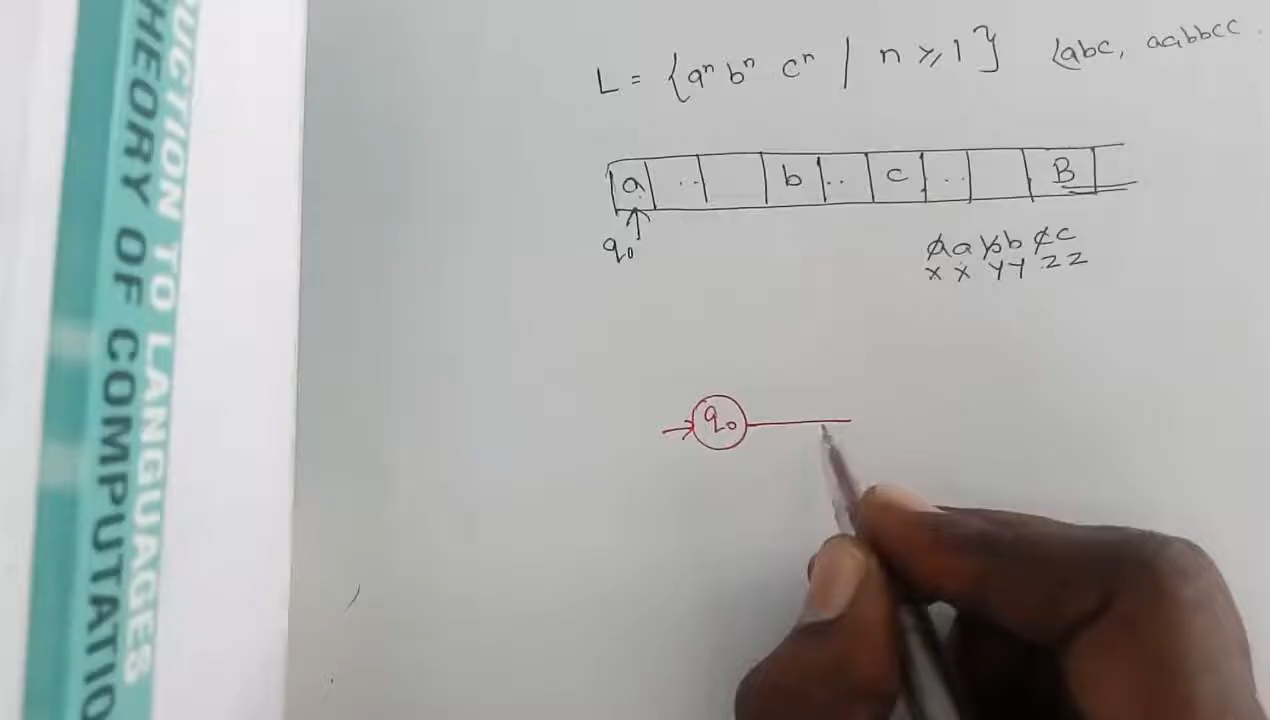 L = {aⁿ bⁿ cⁿ / n ≥ 1} {abc, aabbcc
a .. b .. c .. B
q₀
a a b b c c
x x y y z z
q₀
UCTION TO LANGUAGES
HEORY OF COMPUTATIO